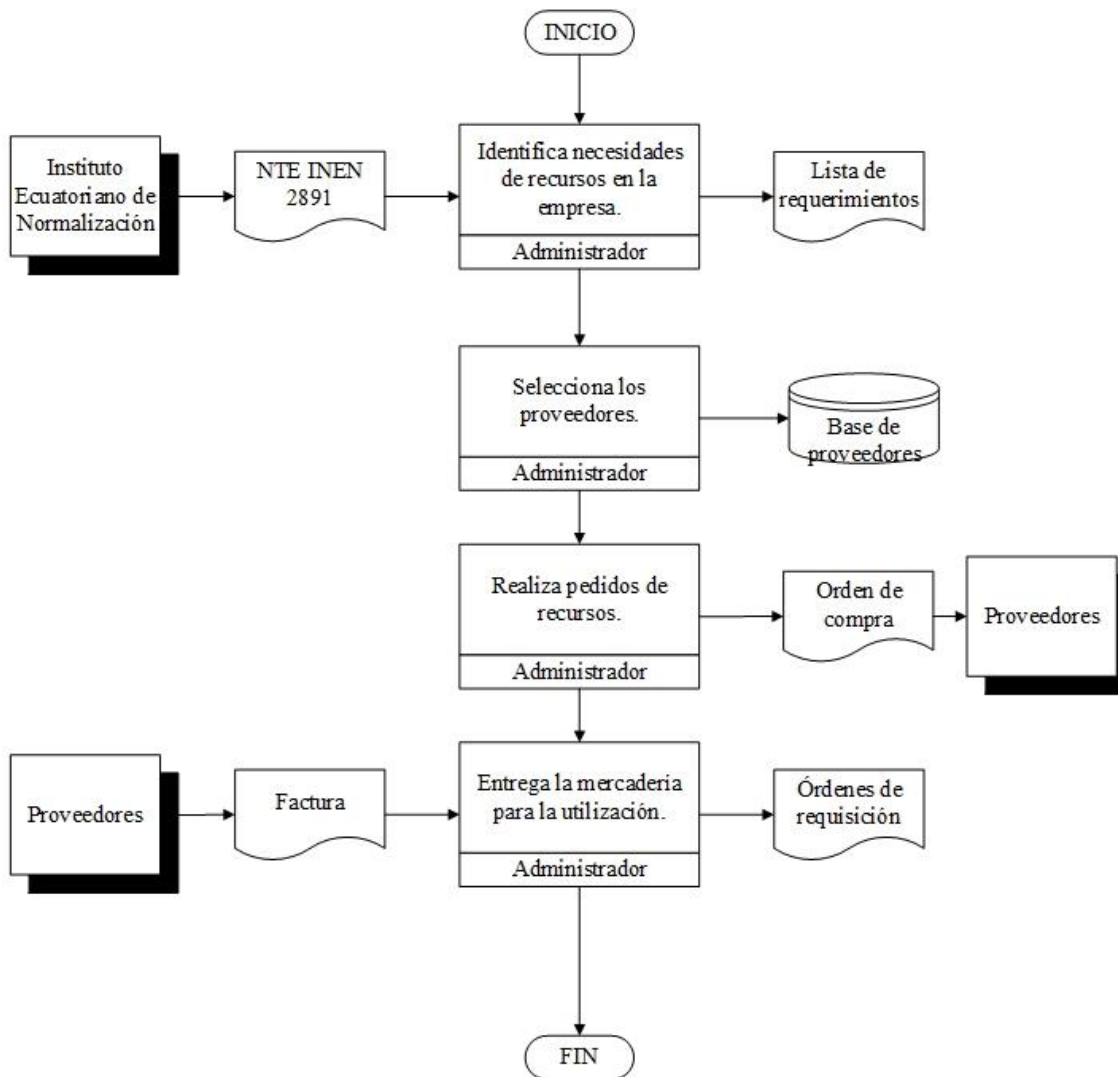 INICIO
Instituto
Ecuatoriano de
Normalización
NTE INEN
2891
Identifica necesidades
de recursos en la
empresa.
Administrador
Lista de
requerimientos
Selecciona los
proveedores.
Administrador
Base de
proveedores
Realiza pedidos de
recursos.
Administrador
Orden de
compra
Proveedores
Proveedores
Factura
Entrega la mercadería
para la utilización.
Administrador
Órdenes de
requisición
FIN